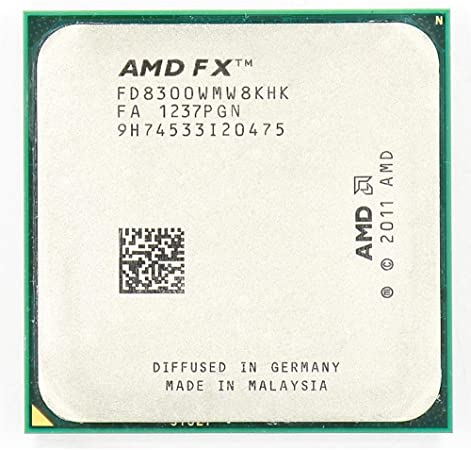 N
AMD FX™
FD8300WMW8KHK
FA 1237PGN
9H74533I20475
AMD
® © 2011 AMD
DIFFUSED IN GERMANY
MADE IN MALAYSIA